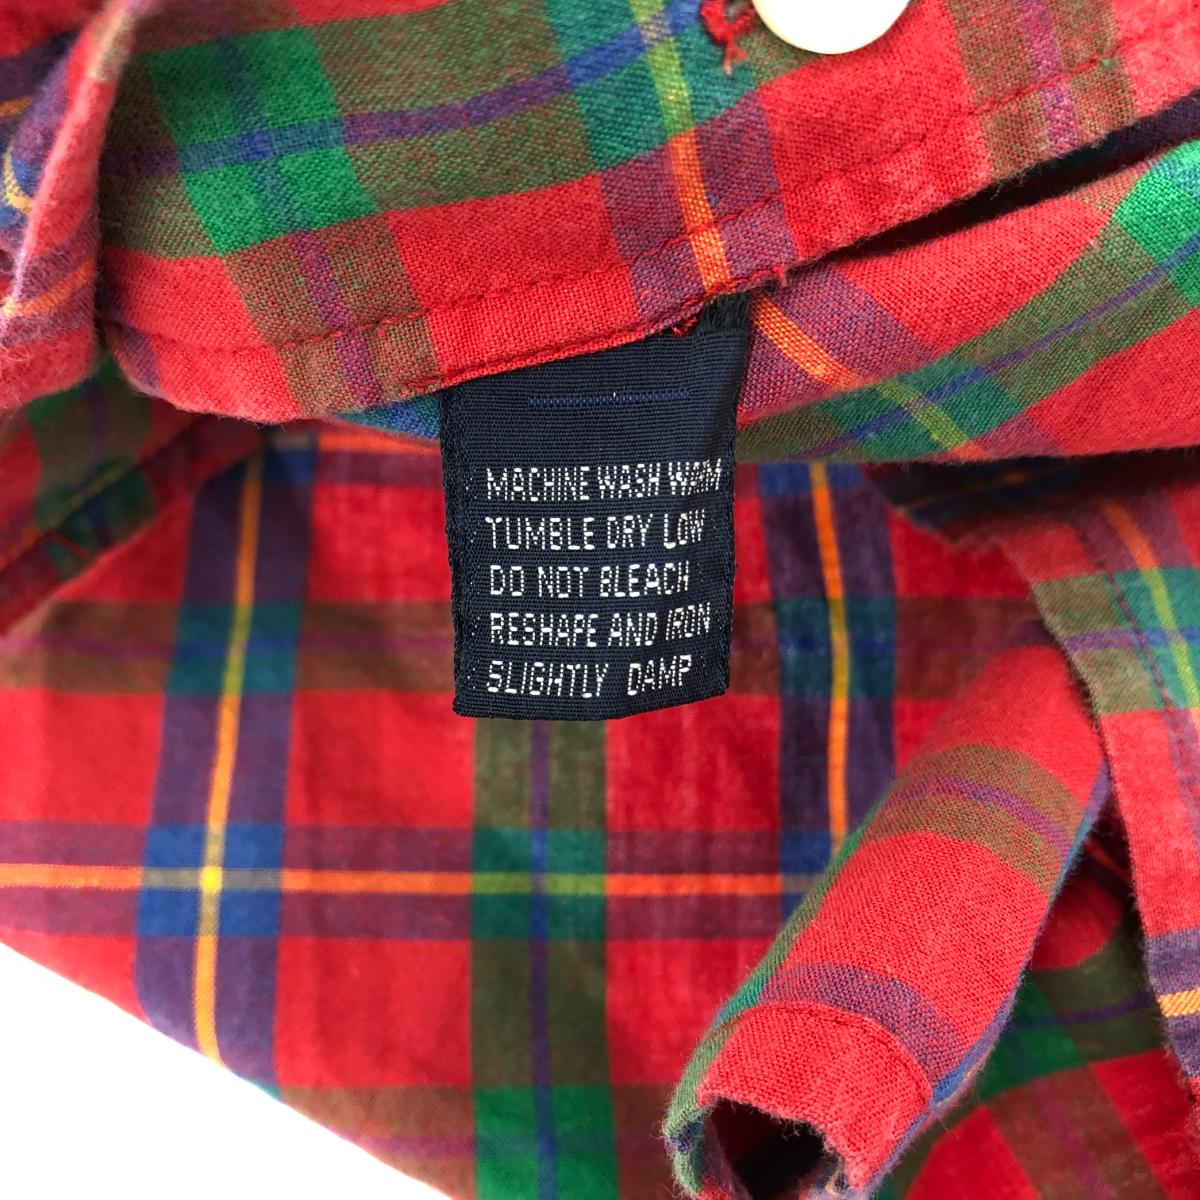 MACHINE WASH WARM
TUMBLE DRY LOW
DO NOT BLEACH
RESHAPE AND IRON
SLIGHTLY DAMP